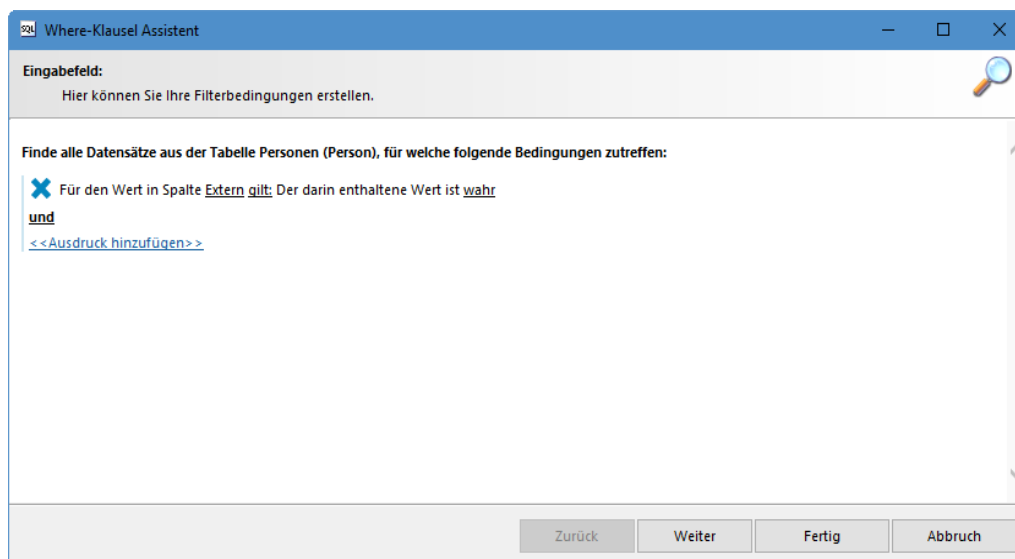 SQL Where-Klausel Assistent
Eingabefeld:
Hier können Sie Ihre Filterbedingungen erstellen.
Finde alle Datensätze aus der Tabelle Personen (Person), für welche folgende Bedingungen zutreffen:
Für den Wert in Spalte Extern gilt: Der darin enthaltene Wert ist wahr
und
<<Ausdruck hinzufügen>>
Zurück Weiter Fertig Abbruch